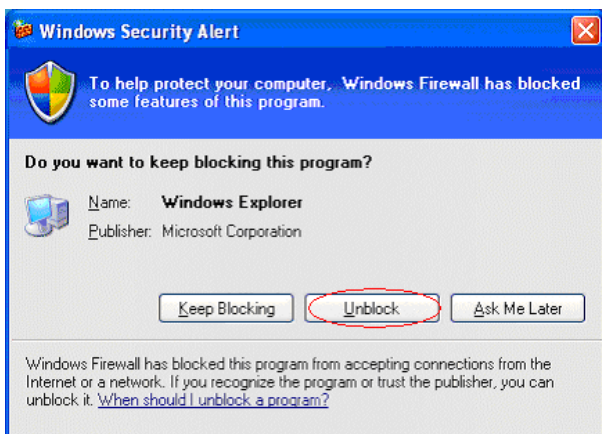 Windows Security Alert
To help protect your computer, Windows Firewall has blocked
some features of this program.
Do you want to keep blocking this program?
Name: Windows Explorer
Publisher: Microsoft Corporation
Keep Blocking Unblock Ask Me Later
Windows Firewall has blocked this program from accepting connections from the
Internet or a network. If you recognize the program or trust the publisher, you can
unblock it. When should I unblock a program?